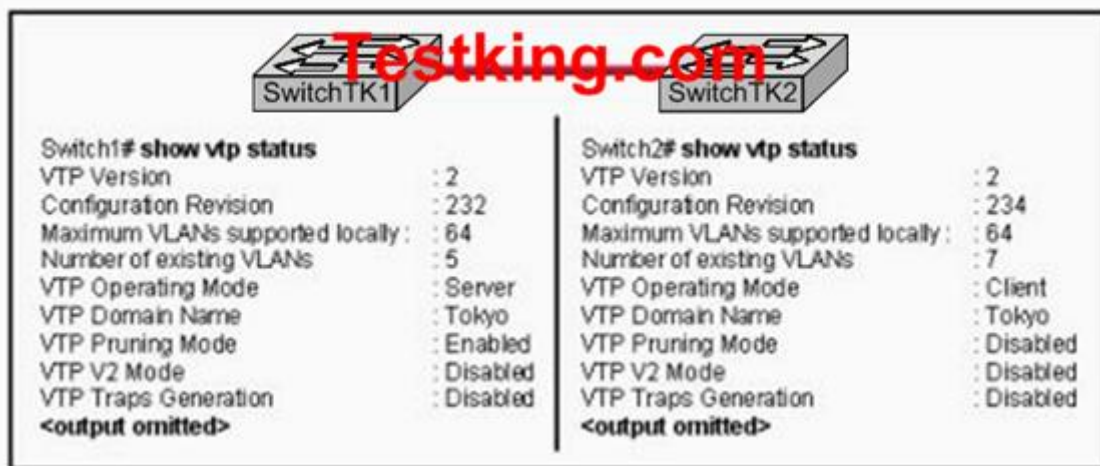 Testking.com
SwitchTK1
SwitchTK2
Switch1# show vtp status
VTP Version : 2
Configuration Revision : 232
Maximum VLANs supported locally : : 64
Number of existing VLANs : 5
VTP Operating Mode : Server
VTP Domain Name : Tokyo
VTP Pruning Mode : Enabled
VTP V2 Mode : Disabled
VTP Traps Generation : Disabled
<output omitted>
Switch2# show vtp status
VTP Version : 2
Configuration Revision : 234
Maximum VLANs supported locally : : 64
Number of existing VLANs : 7
VTP Operating Mode : Client
VTP Domain Name : Tokyo
VTP Pruning Mode : Disabled
VTP V2 Mode : Disabled
VTP Traps Generation : Disabled
<output omitted>